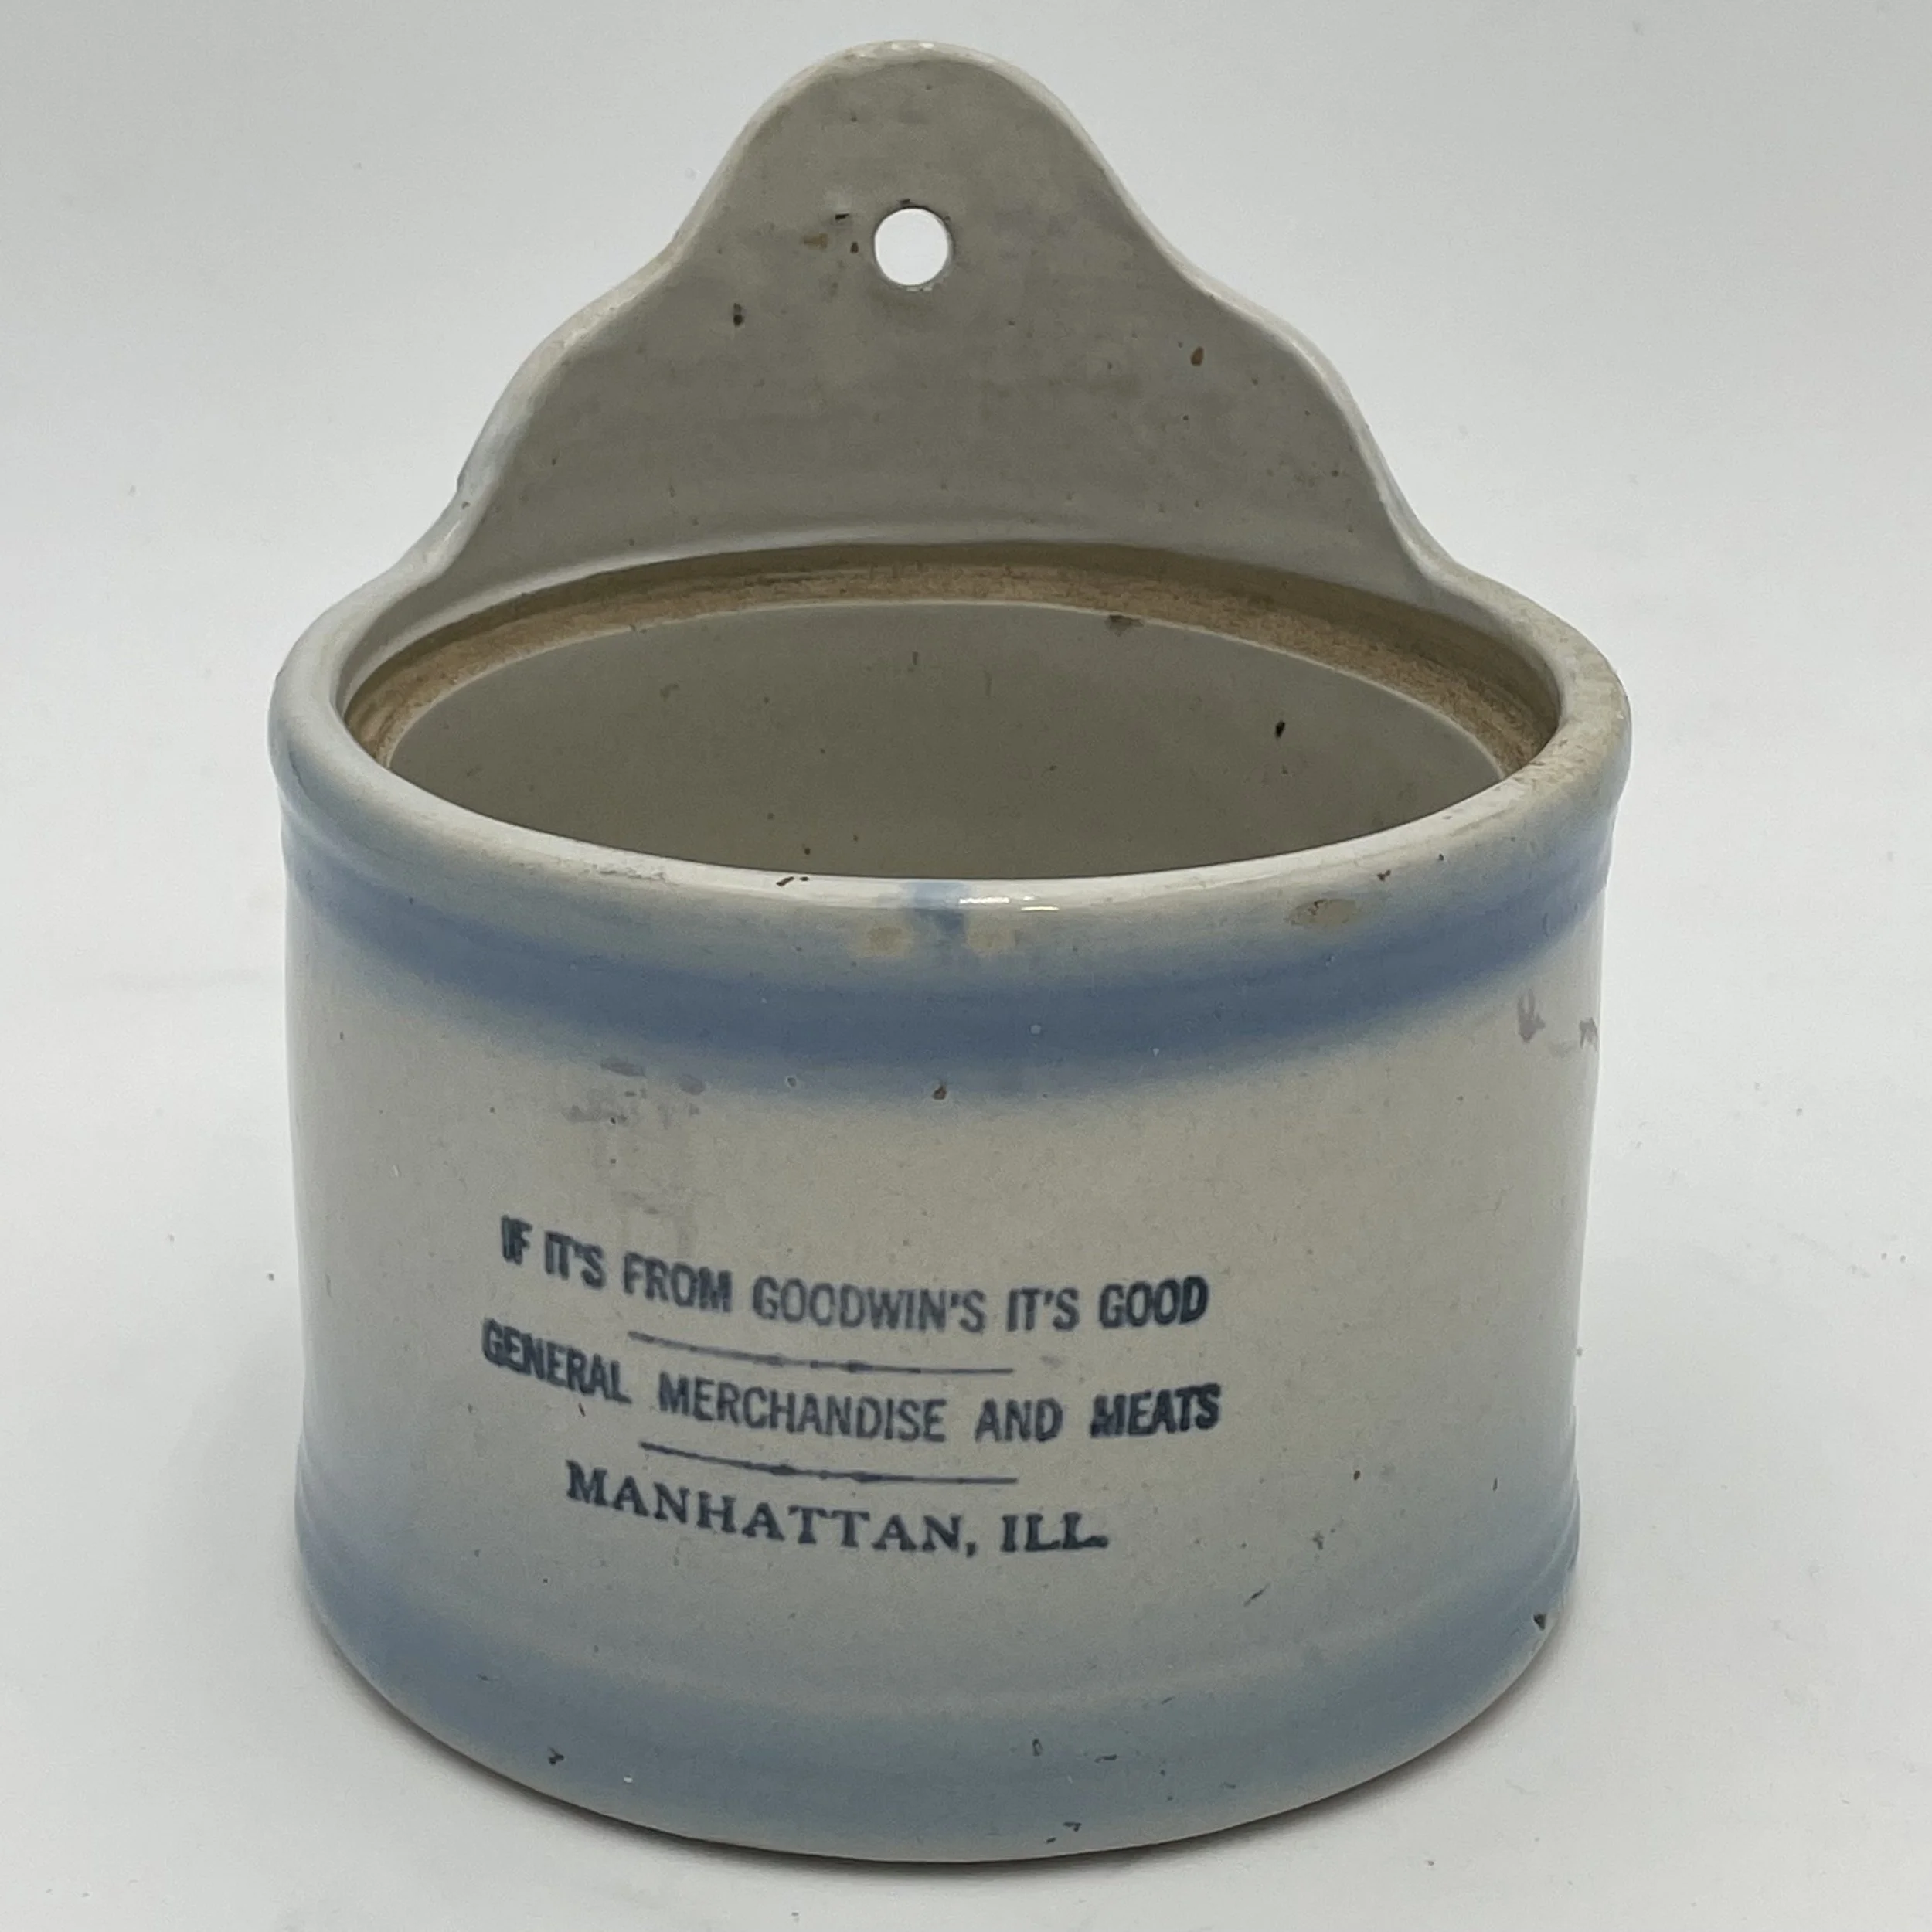 IF IT'S FROM GOODWIN'S IT'S GOOD
GENERAL MERCHANDISE AND MEATS
MANHATTAN, ILL.